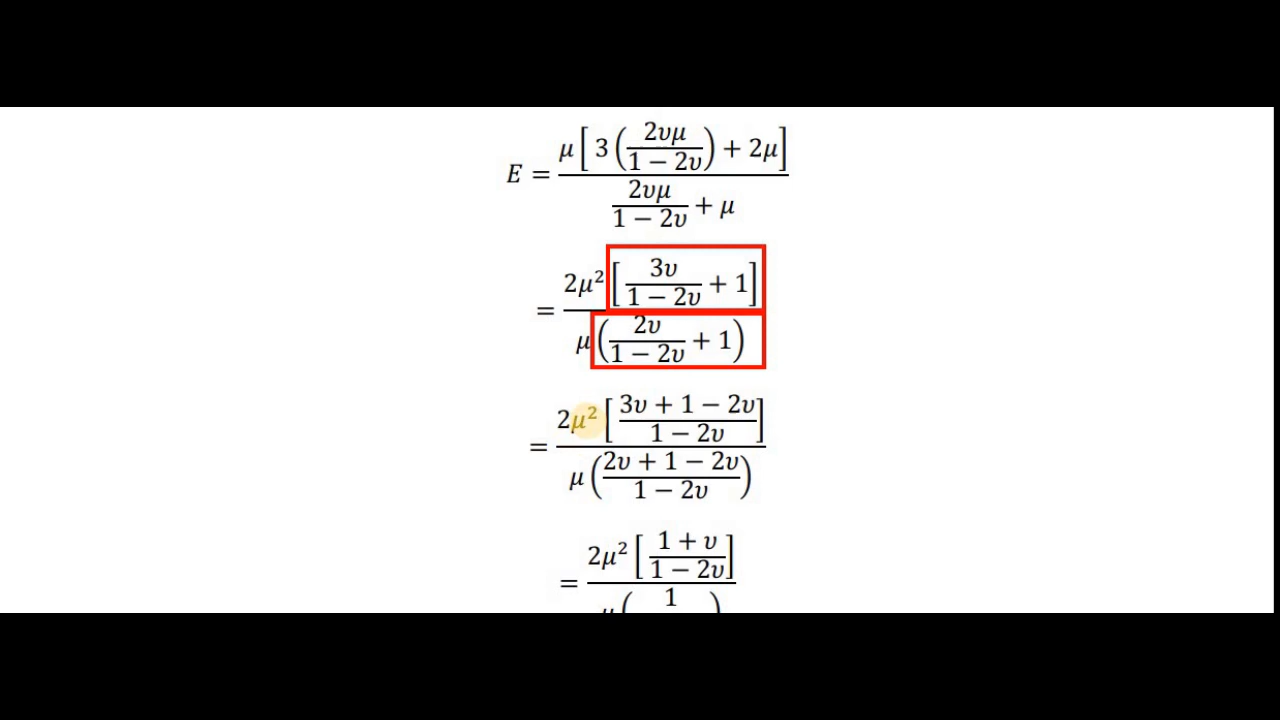 E = μ[3(2υμ/(1 − 2υ)) + 2μ] / (2υμ/(1 − 2υ) + μ)
= 2μ²[3υ/(1 − 2υ) + 1] / μ(2υ/(1 − 2υ) + 1)
= 2μ²[(3υ + 1 − 2υ)/(1 − 2υ)] / μ((2υ + 1 − 2υ)/(1 − 2υ))
= 2μ²[(1 + υ)/(1 − 2υ)] / μ(1